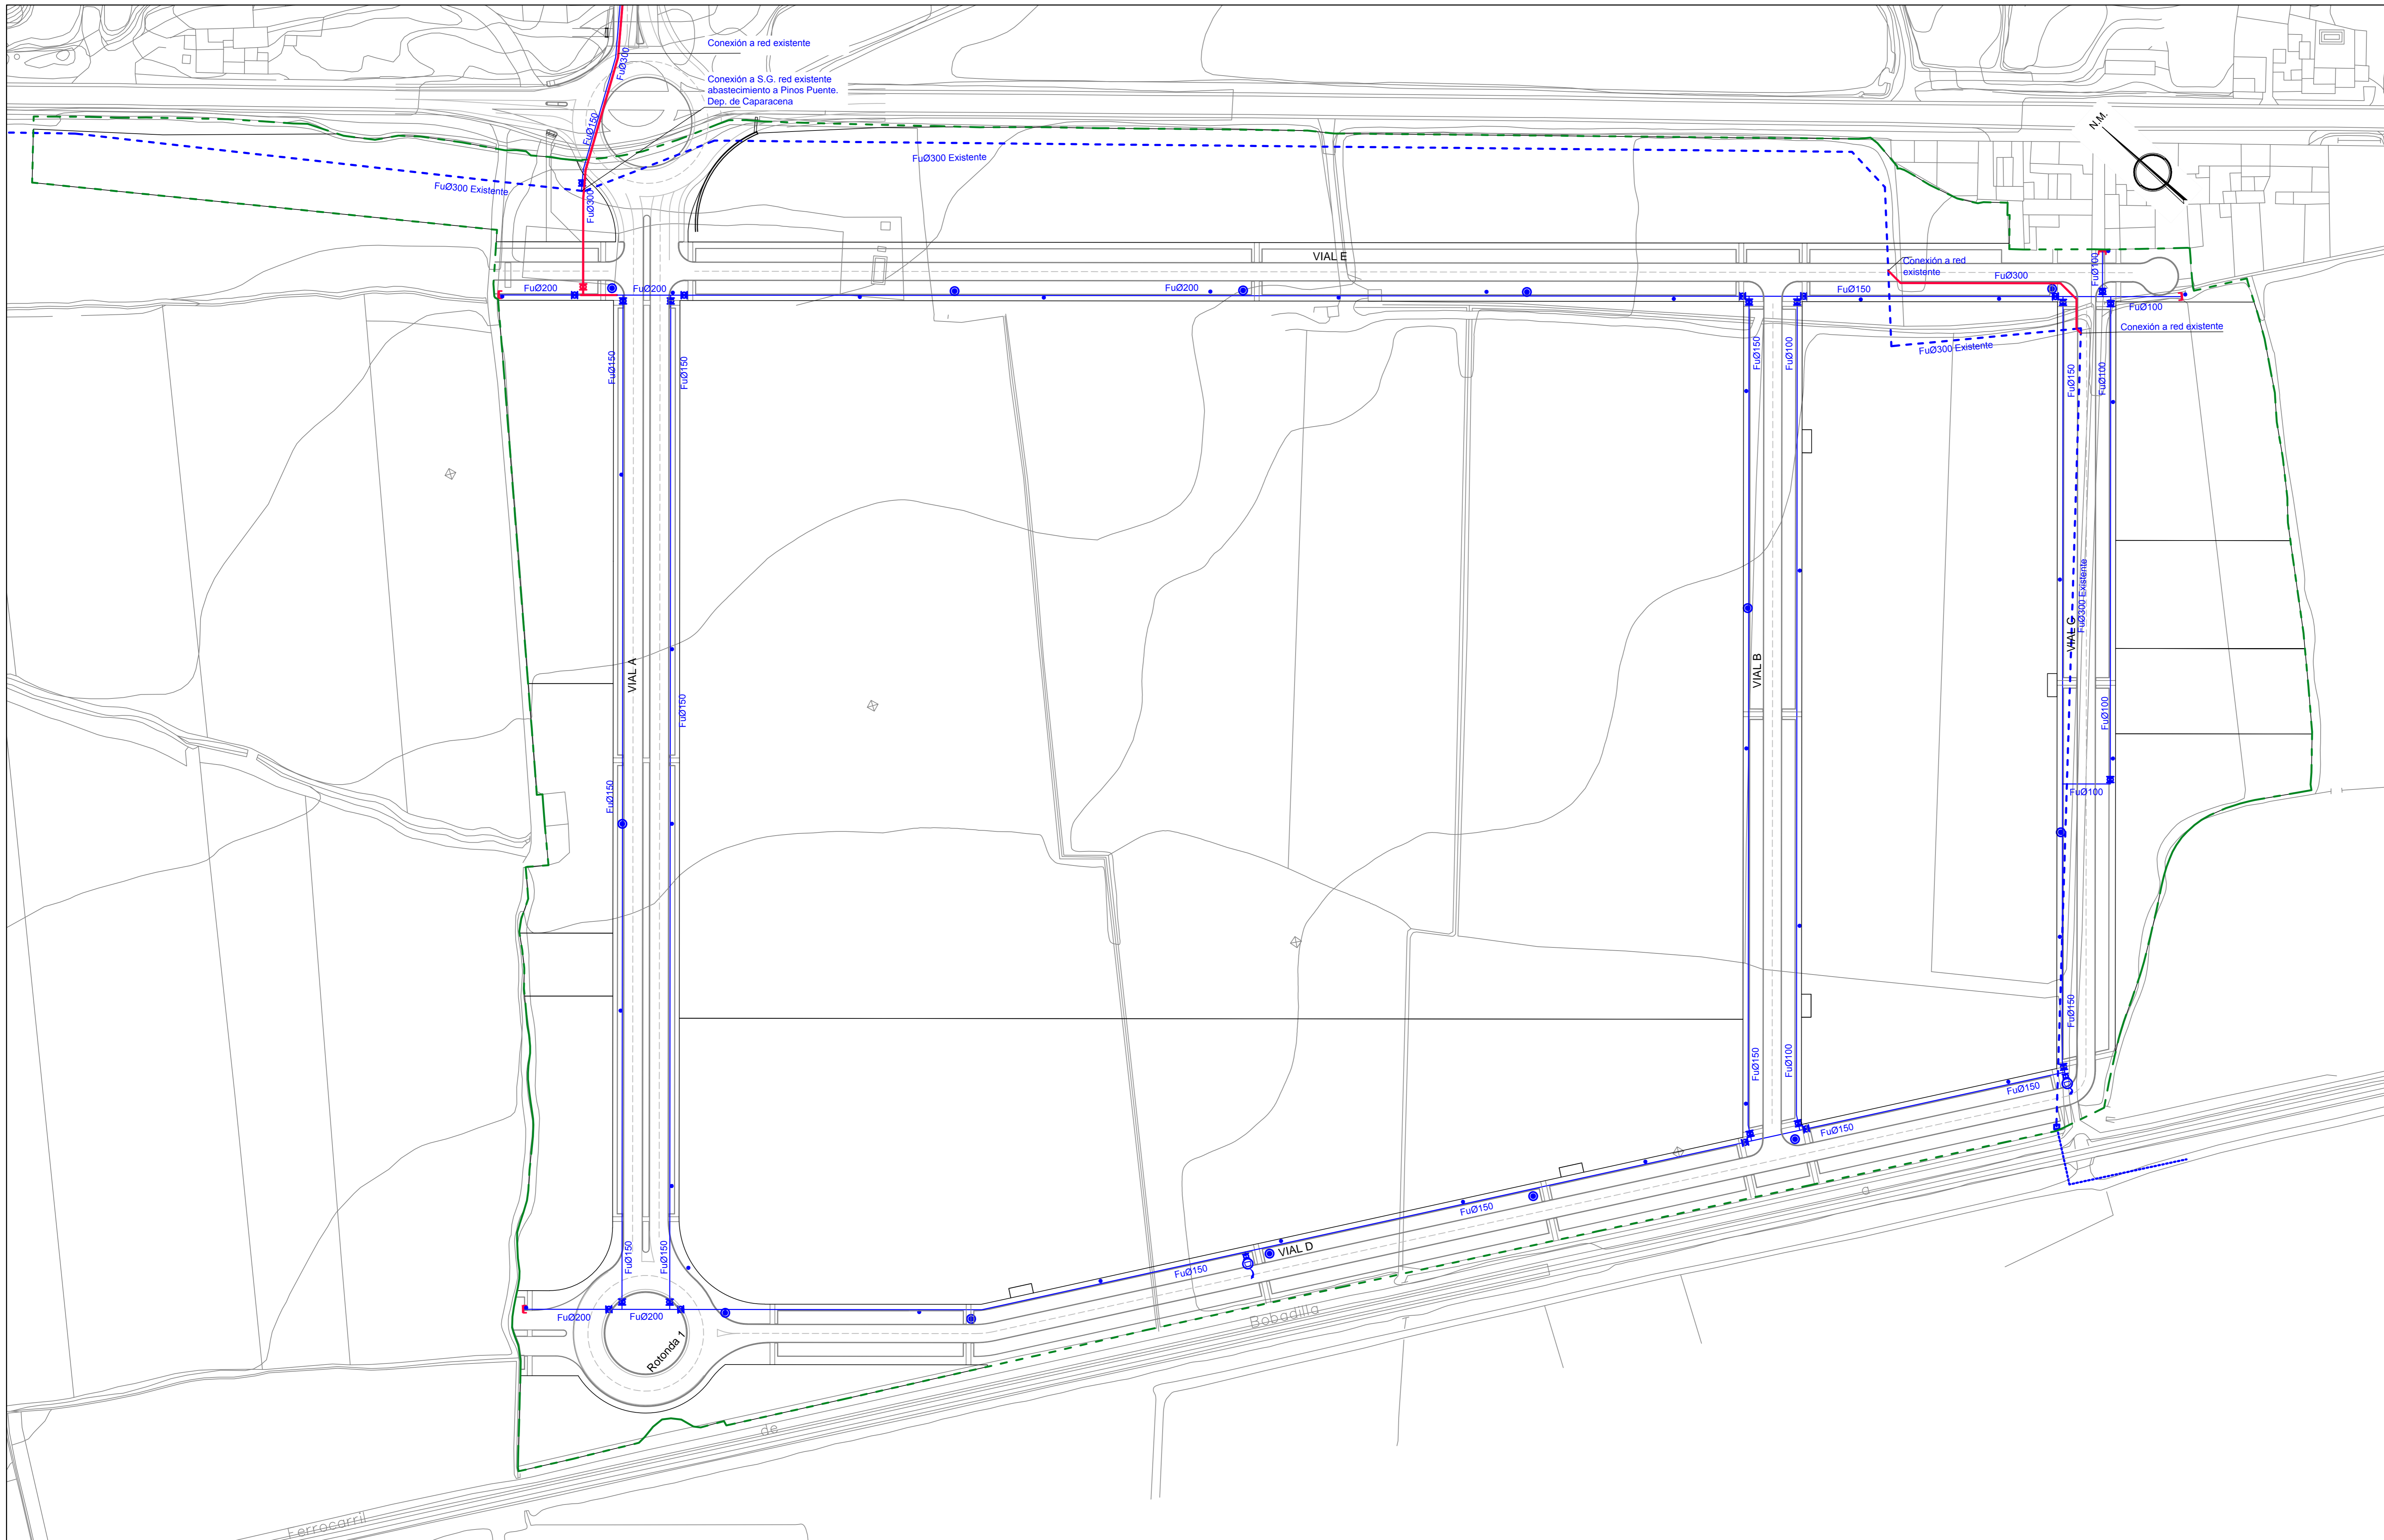 Conexión a red existente
FuØ300
Conexión a S.G. red existente
abastecimiento a Pinos Puente.
Dep. de Caparacena
FuØ150
N.M.
FuØ300 Existente
FuØ300 Existente
FuØ300
VIAL E
Conexión a red
existente
FuØ300
FuØ100
FuØ200
FuØ200
FuØ200
FuØ150
FuØ100
Conexión a red existente
FuØ300 Existente
FuØ150
FuØ150
FuØ150
FuØ100
FuØ150
FuØ100
FuØ300 Existente
VIAL A
FuØ150
VIAL B
VIAL G
FuØ100
FuØ150
FuØ100
FuØ150
FuØ150
FuØ100
FuØ150
FuØ150
FuØ150
FuØ150
VIAL D
FuØ150
FuØ150
FuØ150
FuØ200
FuØ200
Rotonda 1
Ferrocarril
de
Bobadilla
a